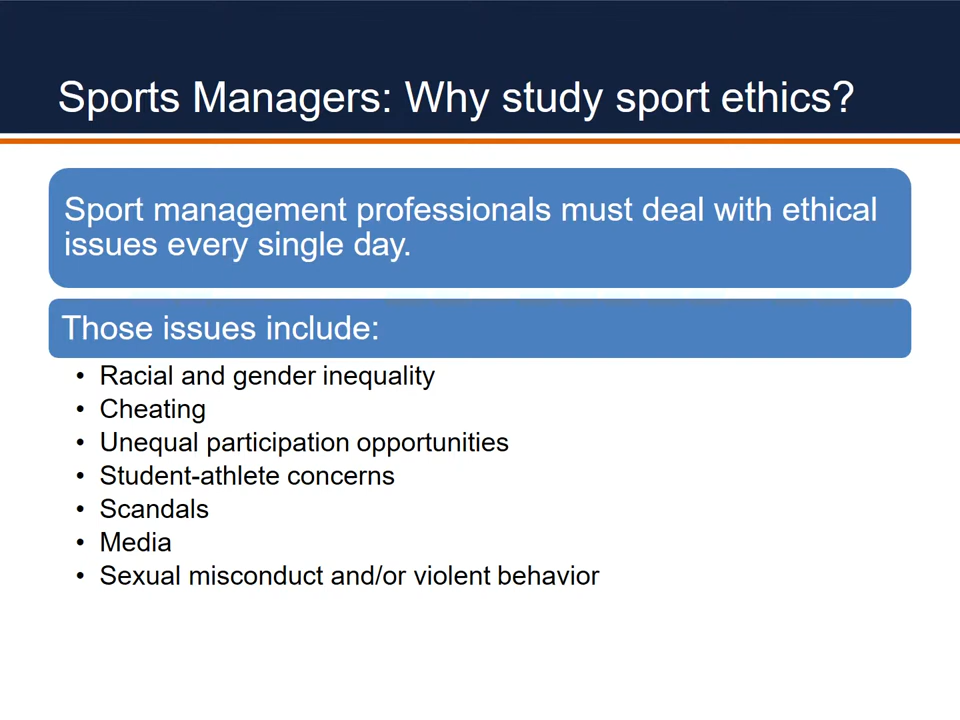 Sports Managers: Why study sport ethics?
Sport management professionals must deal with ethical
issues every single day.
Those issues include:
• Racial and gender inequality
• Cheating
• Unequal participation opportunities
• Student-athlete concerns
• Scandals
• Media
• Sexual misconduct and/or violent behavior